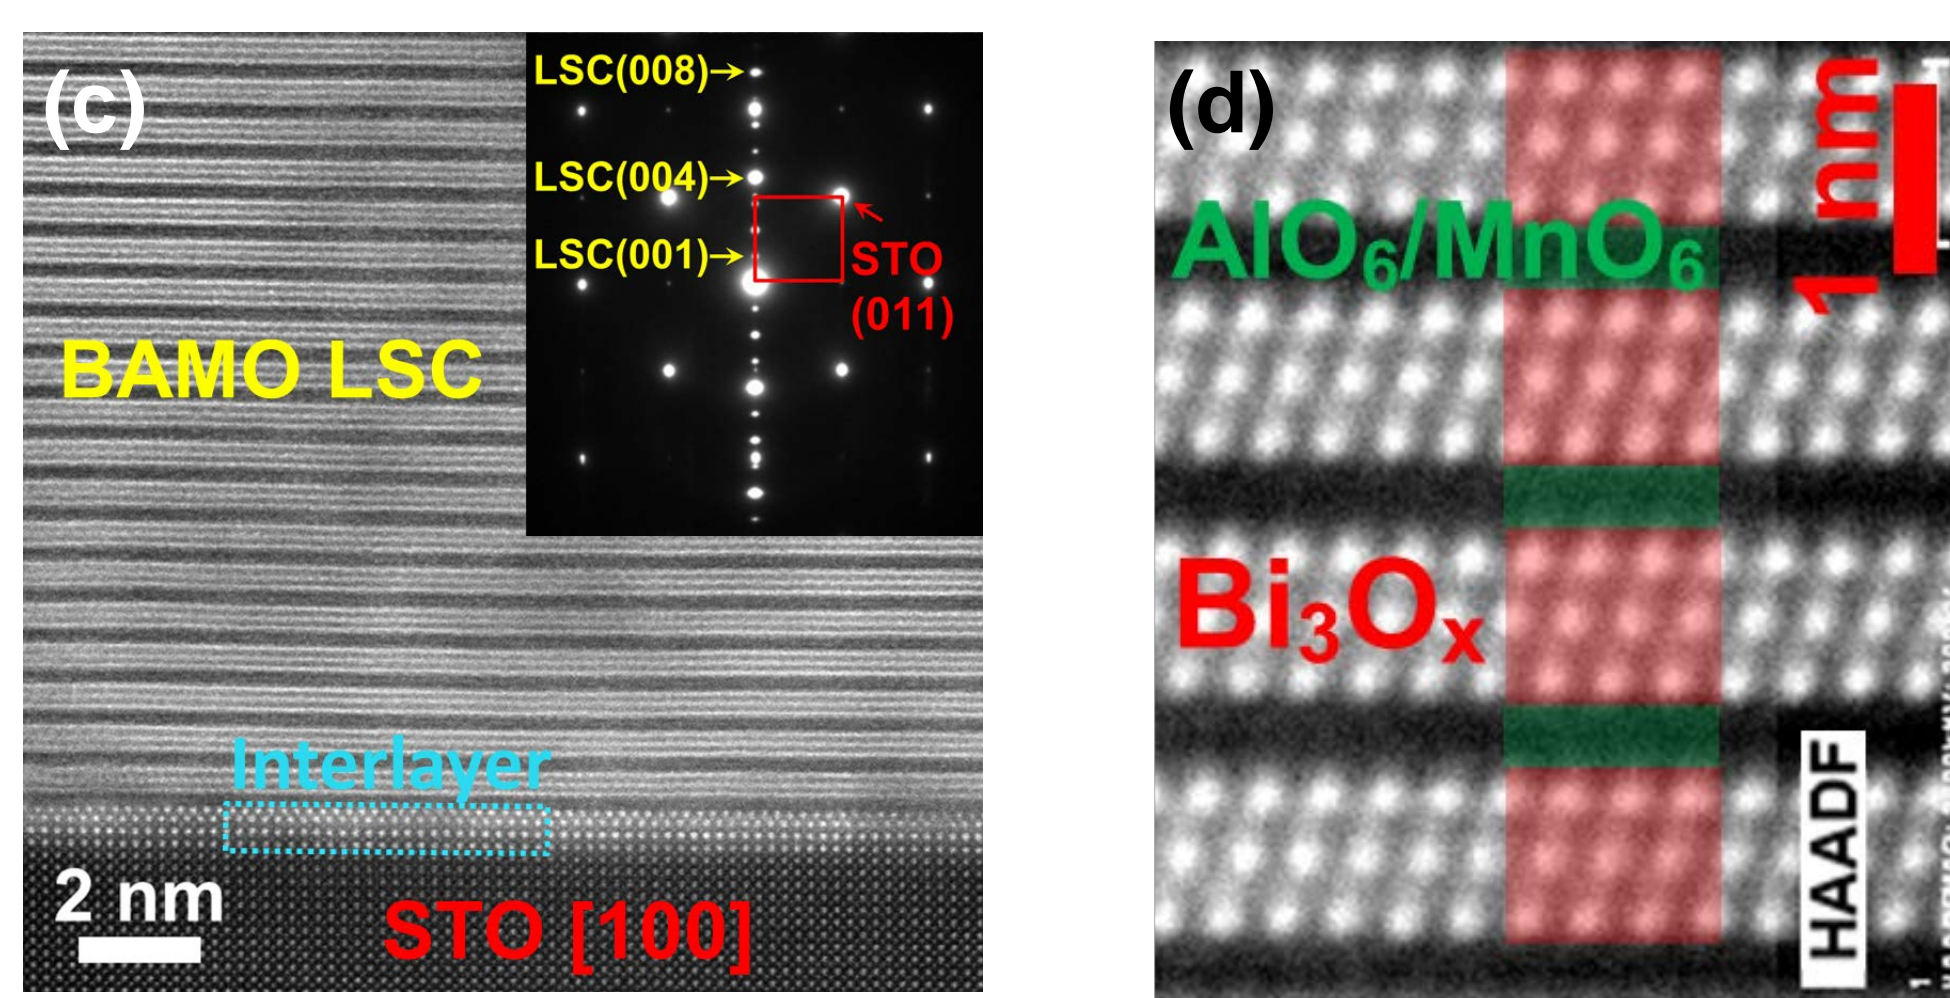 (c)
LSC(008)→
LSC(004)→
LSC(001)→
STO
(011)
BAMO LSC
Interlayer
2 nm
STO [100]
(d)
1 nm
AlO₆/MnO₆
Bi₃Oₓ
HAADF